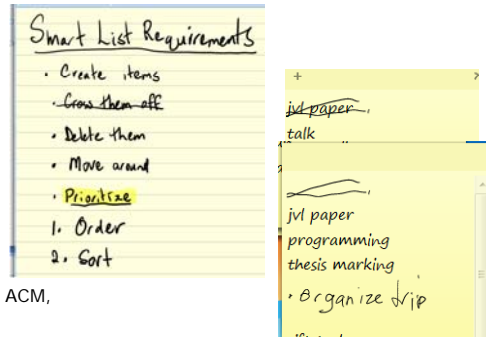 Smart List Requirements
• Create items
• Cross them off
• Delete them
• Move around
• Prioritize
1. Order
2. Sort
ACM,
+
jvl paper
talk
jvl paper
programming
thesis marking
• Organize trip